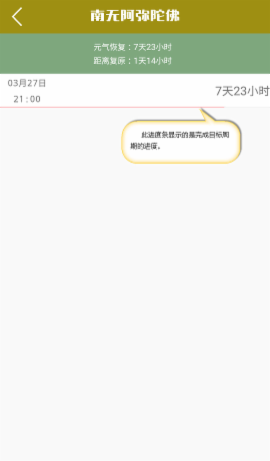 南无阿弥陀佛
元气恢复：7天23小时
距离复原：1天14小时
03月27日
21:00
7天23小时
此进度条显示的是完成目标周
期的进度。